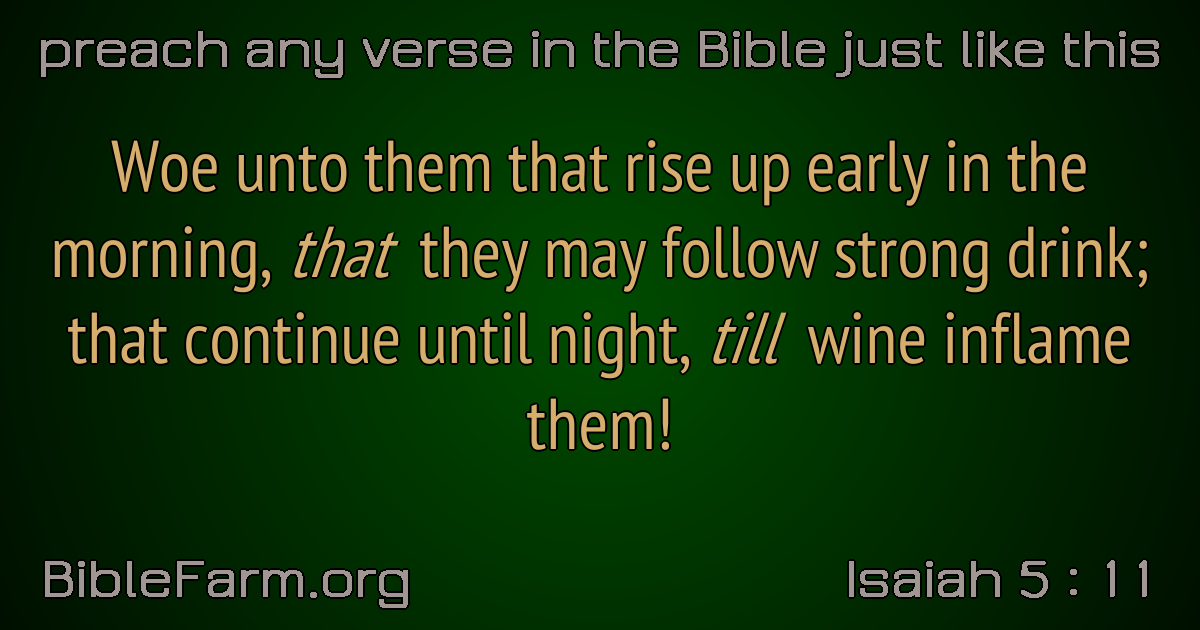 preach any verse in the Bible just like this
Woe unto them that rise up early in the
morning, that they may follow strong drink;
that continue until night, till wine inflame
them!
BibleFarm.org
Isaiah 5 : 11